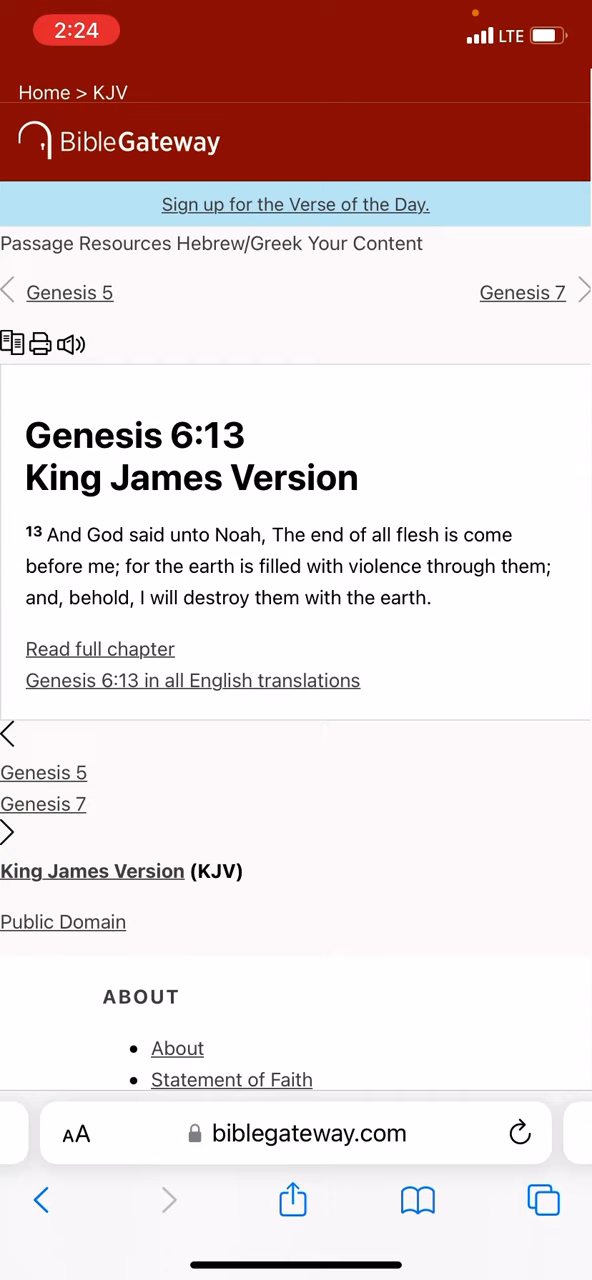 2:24
LTE
Home > KJV
BibleGateway
Sign up for the Verse of the Day.
Passage Resources Hebrew/Greek Your Content
Genesis 5
Genesis 7
Genesis 6:13
King James Version
13 And God said unto Noah, The end of all flesh is come
before me; for the earth is filled with violence through them;
and, behold, I will destroy them with the earth.
Read full chapter
Genesis 6:13 in all English translations
Genesis 5
Genesis 7
King James Version (KJV)
Public Domain
ABOUT
• About
• Statement of Faith
AA
biblegateway.com